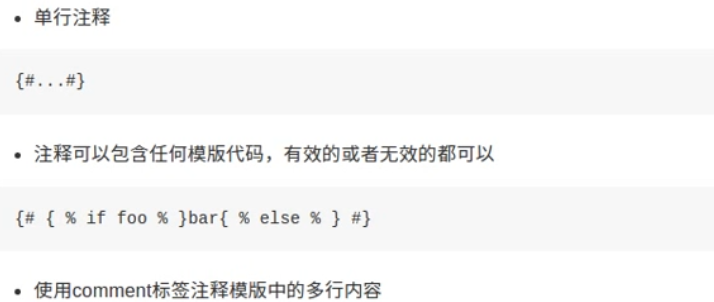 单行注释
{#...#}
注释可以包含任何模版代码，有效的或者无效的都可以
{# { % if foo % }bar{ % else % } #}
使用comment标签注释模版中的多行内容